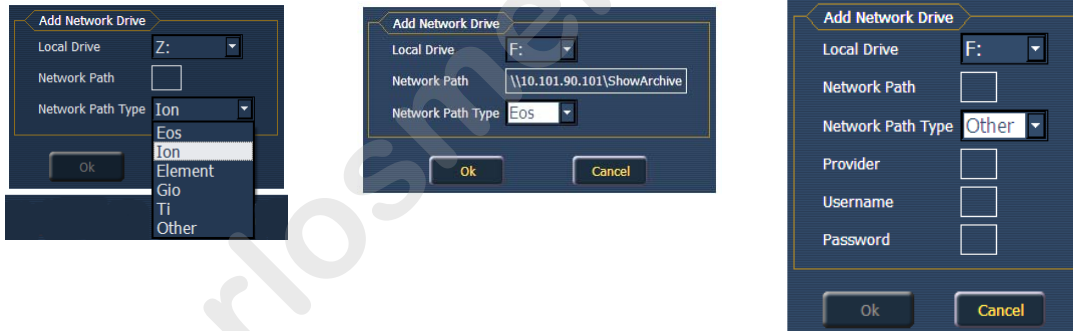 Add Network Drive
Local Drive Z:
Network Path
Network Path Type Ion
Eos
Ion
Element
Gio
Ti
Other
Ok
Add Network Drive
Local Drive F:
Network Path \\10.101.90.101\ShowArchive
Network Path Type Eos
Ok Cancel
Add Network Drive
Local Drive F:
Network Path
Network Path Type Other
Provider
Username
Password
Ok Cancel